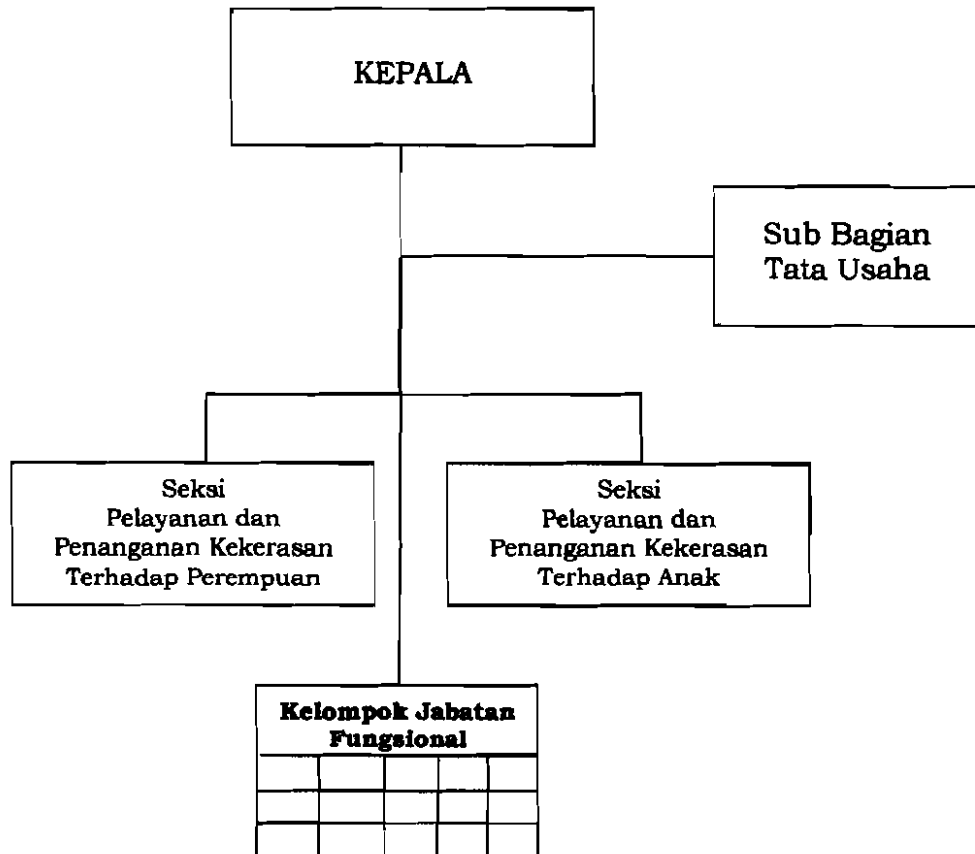 KEPALA
Sub Bagian
Tata Usaha
Seksi
Pelayanan dan
Penanganan Kekerasan
Terhadap Perempuan
Seksi
Pelayanan dan
Penanganan Kekerasan
Terhadap Anak
Kelompok Jabatan
Fungsional